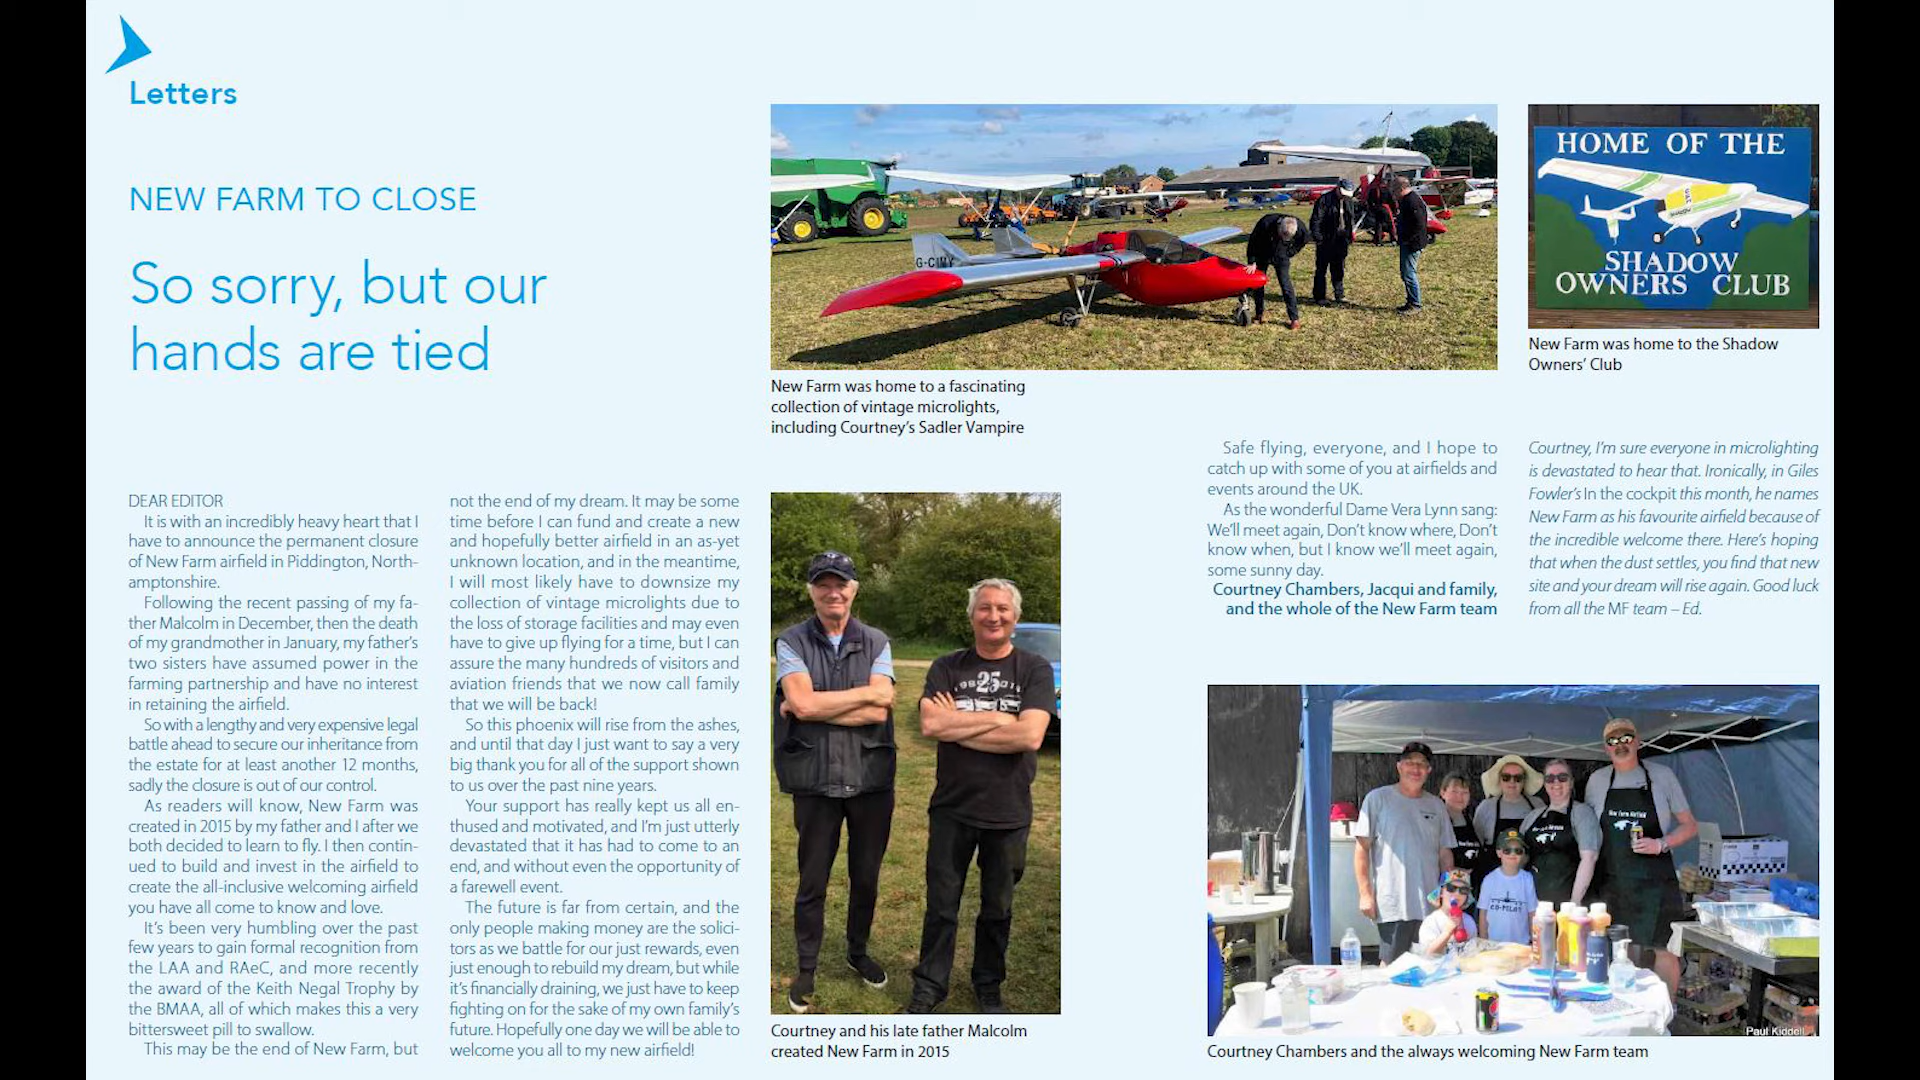 Letters
NEW FARM TO CLOSE
So sorry, but our
hands are tied
DEAR EDITOR
It is with an incredibly heavy heart that I
have to announce the permanent closure
of New Farm airfield in Piddington, North-
amptonshire.
Following the recent passing of my fa-
ther Malcolm in December, then the death
of my grandmother in January, my father's
two sisters have assumed power in the
farming partnership and have no interest
in retaining the airfield.
So with a lengthy and very expensive legal
battle ahead to secure our inheritance from
the estate for at least another 12 months,
sadly the closure is out of our control.
As readers will know, New Farm was
created in 2015 by my father and I after we
both decided to learn to fly. I then contin-
ued to build and invest in the airfield to
create the all-inclusive welcoming airfield
you have all come to know and love.
It's been very humbling over the past
few years to gain formal recognition from
the LAA and RAeC, and more recently
the award of the Keith Negal Trophy by
the BMAA, all of which makes this a very
bittersweet pill to swallow.
This may be the end of New Farm, but
not the end of my dream. It may be some
time before I can fund and create a new
and hopefully better airfield in an as-yet
unknown location, and in the meantime,
I will most likely have to downsize my
collection of vintage microlights due to
the loss of storage facilities and may even
have to give up flying for a time, but I can
assure the many hundreds of visitors and
aviation friends that we now call family
that we will be back!
So this phoenix will rise from the ashes,
and until that day I just want to say a very
big thank you for all of the support shown
to us over the past nine years.
Your support has really kept us all en-
thused and motivated, and I'm just utterly
devastated that it has had to come to an
end, and without even the opportunity of
a farewell event.
The future is far from certain, and the
only people making money are the solici-
tors as we battle for our just rewards, even
just enough to rebuild my dream, but while
it's financially draining, we just have to keep
fighting on for the sake of my own family's
future. Hopefully one day we will be able to
welcome you all to my new airfield!
G-CIMY
New Farm was home to a fascinating
collection of vintage microlights,
including Courtney's Sadler Vampire
25
Courtney and his late father Malcolm
created New Farm in 2015
Safe flying, everyone, and I hope to
catch up with some of you at airfields and
events around the UK.
As the wonderful Dame Vera Lynn sang:
We'll meet again, Don't know where, Don't
know when, but I know we'll meet again,
some sunny day.
Courtney Chambers, Jacqui and family,
and the whole of the New Farm team
HOME OF THE
SHADOW
OWNERS CLUB
New Farm was home to the Shadow
Owners' Club
Courtney, I'm sure everyone in microlighting
is devastated to hear that. Ironically, in Giles
Fowler's In the cockpit this month, he names
New Farm as his favourite airfield because of
the incredible welcome there. Here's hoping
that when the dust settles, you find that new
site and your dream will rise again. Good luck
from all the MF team – Ed.
CO-PILOT
Paul Kiddell
Courtney Chambers and the always welcoming New Farm team